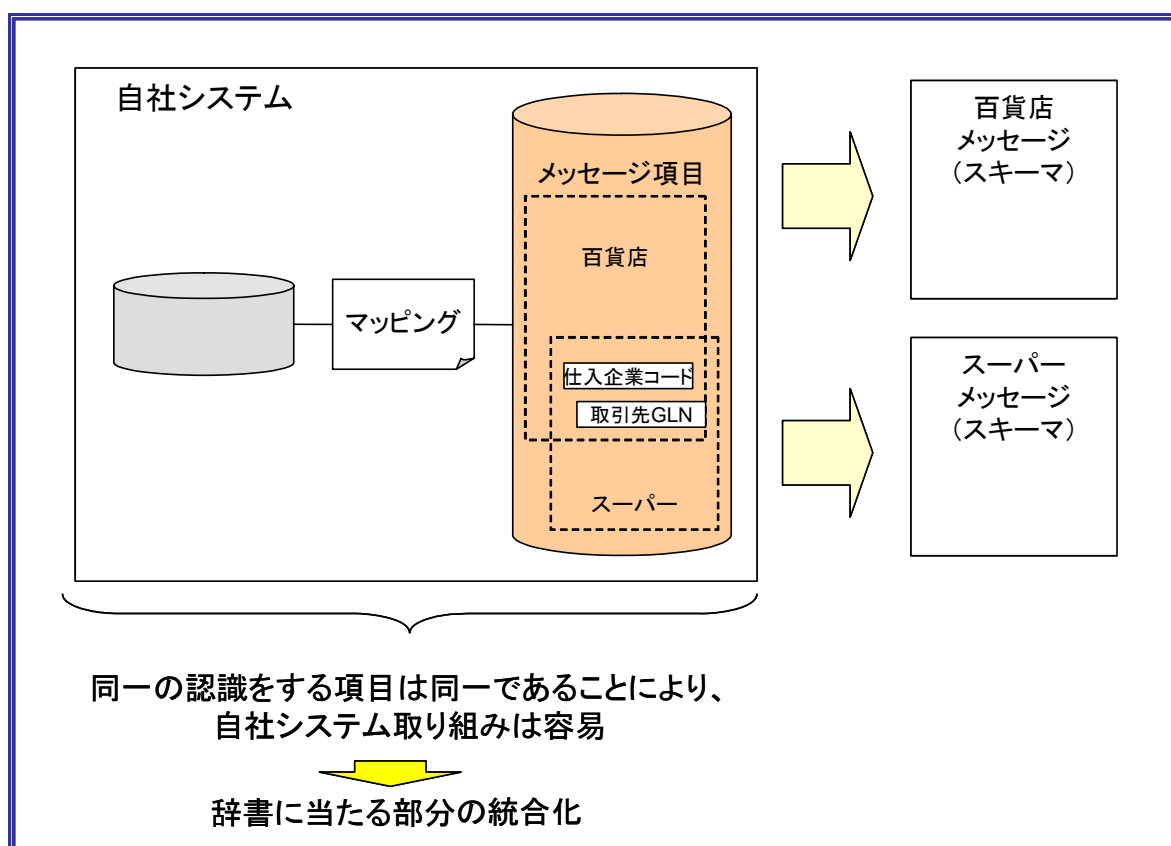 自社システム
メッセージ項目
百貨店
マッピング
仕入企業コード
取引先GLN
スーパー
百貨店
メッセージ
（スキーマ）
スーパー
メッセージ
（スキーマ）
同一の認識をする項目は同一であることにより、
自社システム取り組みは容易
辞書に当たる部分の統合化